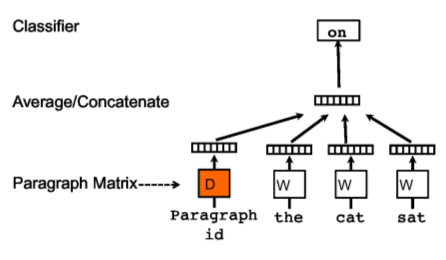 Classifier
on
Average/Concatenate
Paragraph Matrix
D
W
W
W
Paragraph
id
the
cat
sat